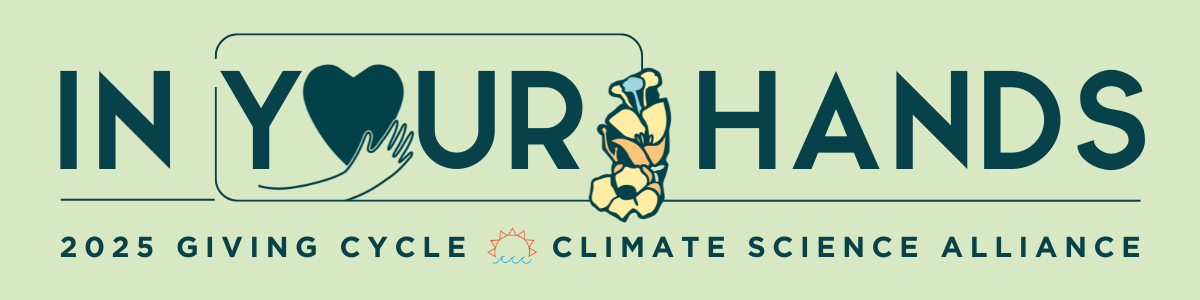 IN YOUR HANDS
2025 GIVING CYCLE CLIMATE SCIENCE ALLIANCE